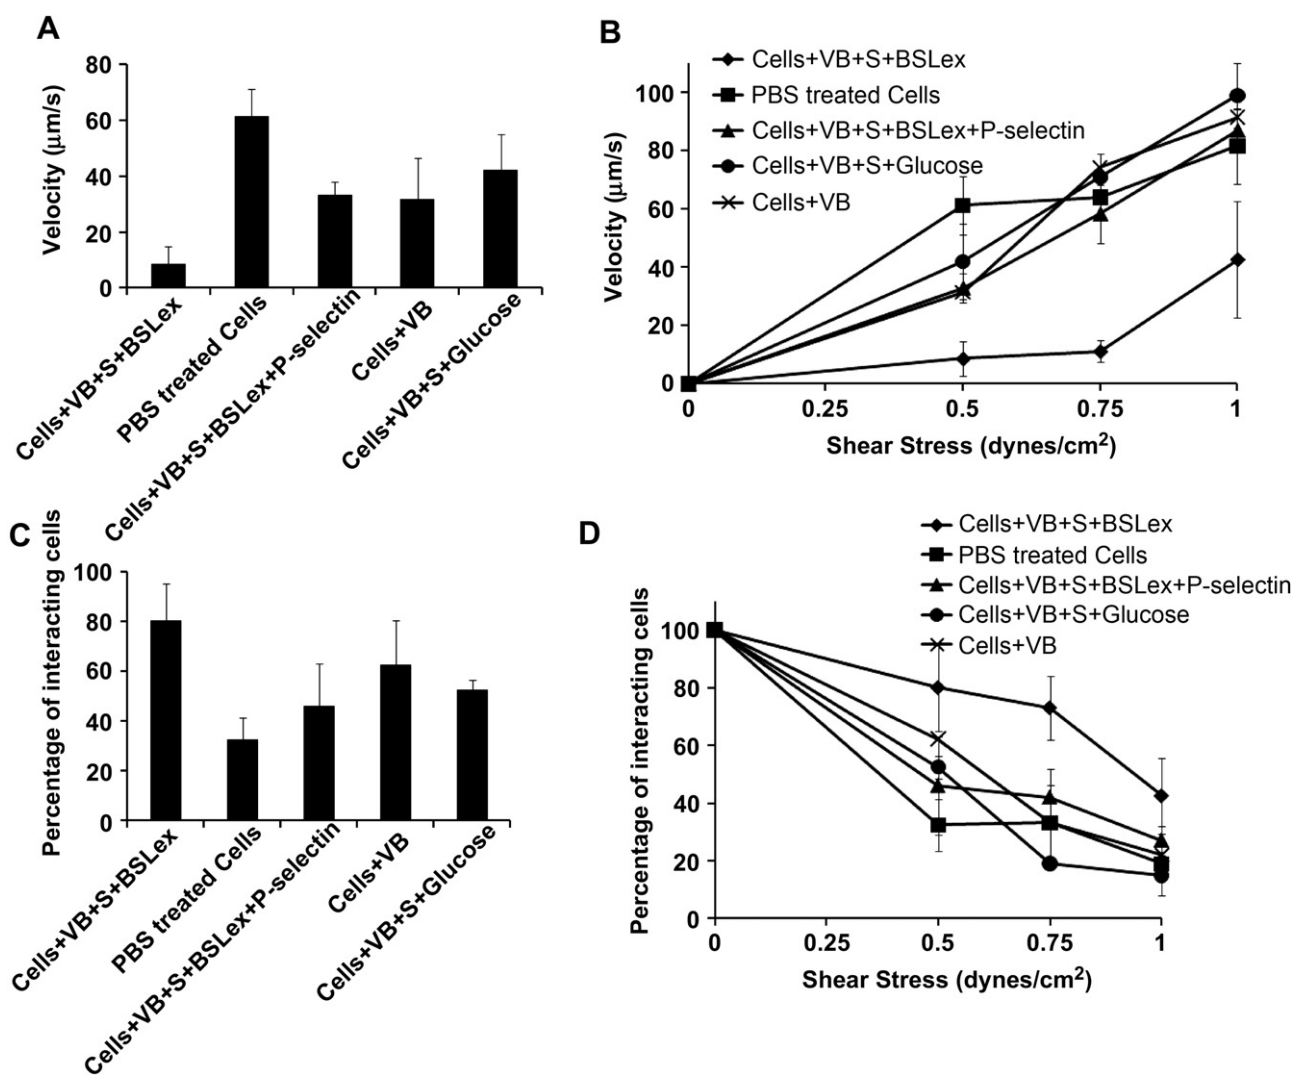 A
Velocity (μm/s)
80
60
40
20
0
Cells+VB+S+BSLex
PBS treated Cells
Cells+VB+S+BSLex+P-selectin
Cells+VB
Cells+VB+S+Glucose
B
Cells+VB+S+BSLex
PBS treated Cells
Cells+VB+S+BSLex+P-selectin
Cells+VB+S+Glucose
Cells+VB
Velocity (μm/s)
100
80
60
40
20
0
0 0.25 0.5 0.75 1
Shear Stress (dynes/cm²)
C
Percentage of interacting cells
100
80
60
40
20
0
Cells+VB+S+BSLex
PBS treated Cells
Cells+VB+S+BSLex+P-selectin
Cells+VB
Cells+VB+S+Glucose
D
Cells+VB+S+BSLex
PBS treated Cells
Cells+VB+S+BSLex+P-selectin
Cells+VB+S+Glucose
Cells+VB
Percentage of interacting cells
100
80
60
40
20
0
0 0.25 0.5 0.75 1
Shear Stress (dynes/cm²)